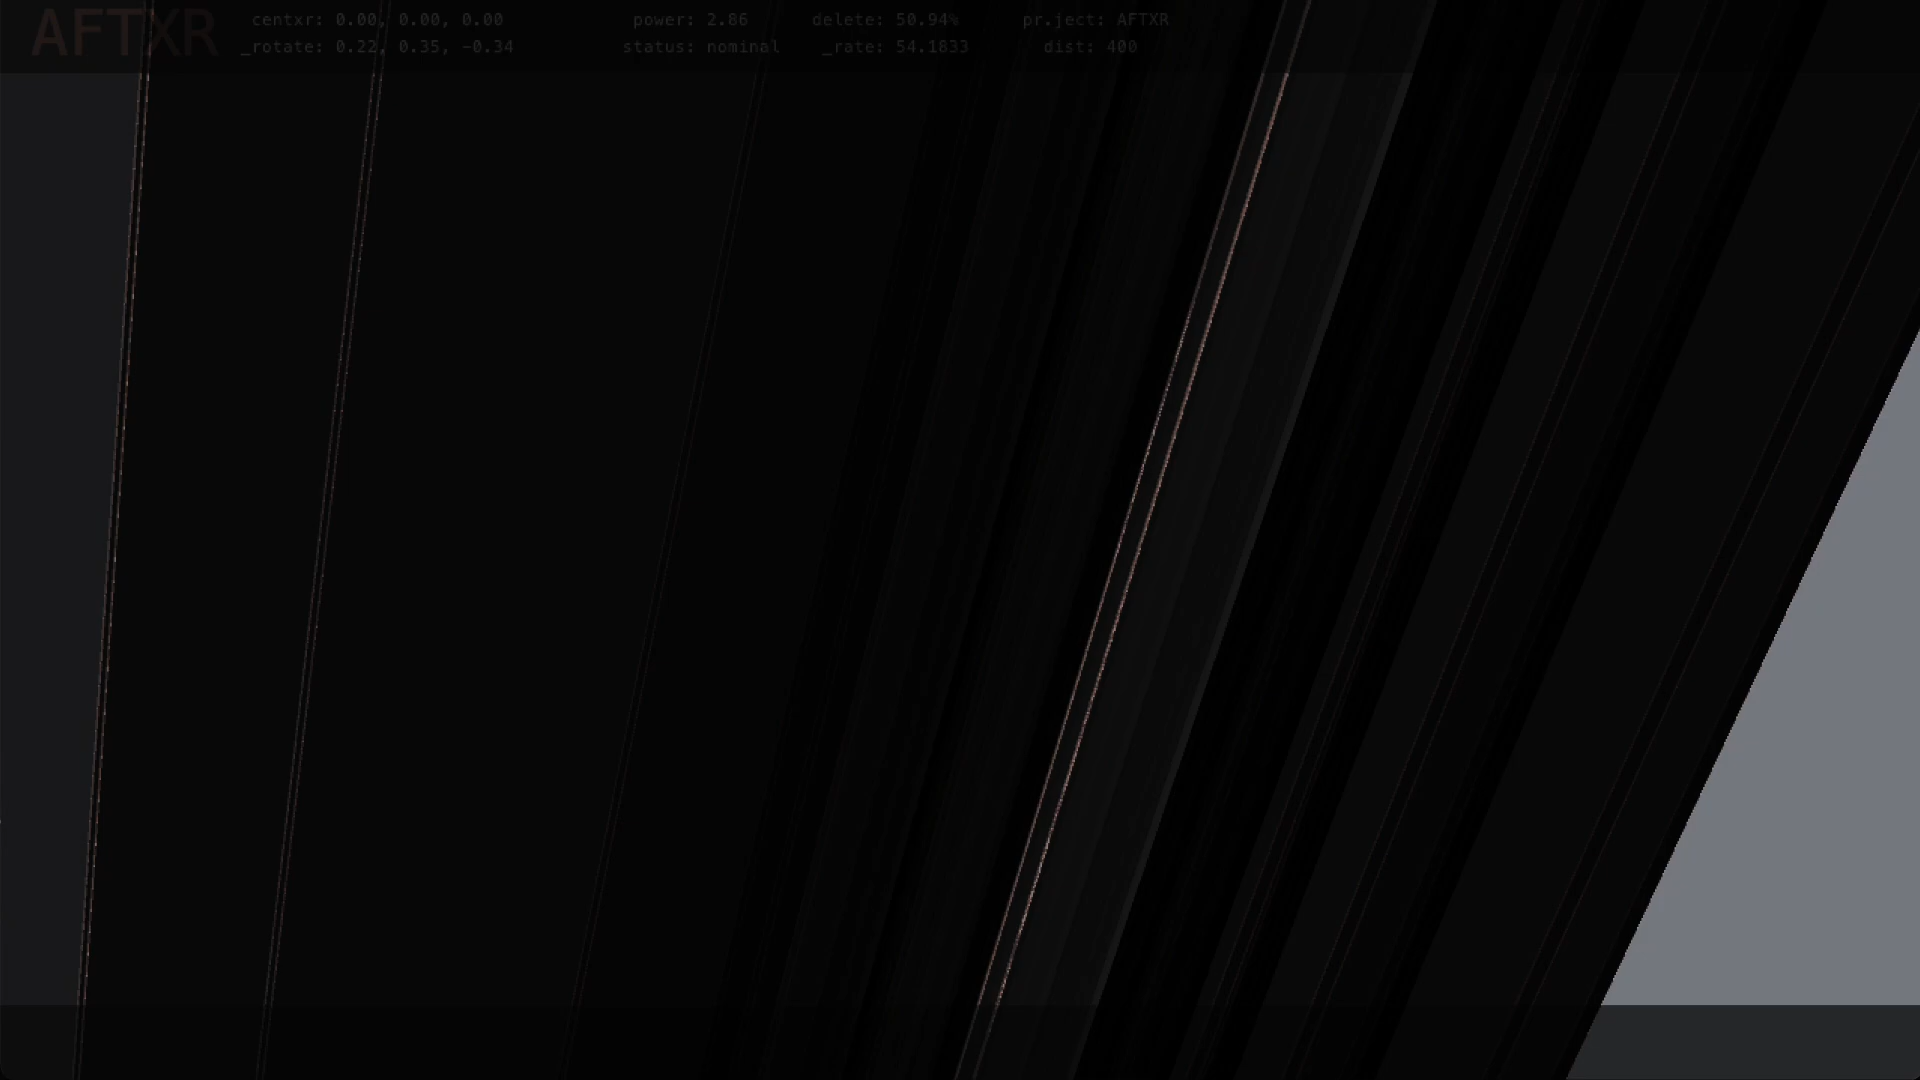 AFTXR
centxr: 0.00, 0.00, 0.00 power: 2.86 delete: 50.94% pr.ject: AFTXR
_rotate: 0.22, 0.35, -0.34 status: nominal _rate: 54.1833 dist: 400